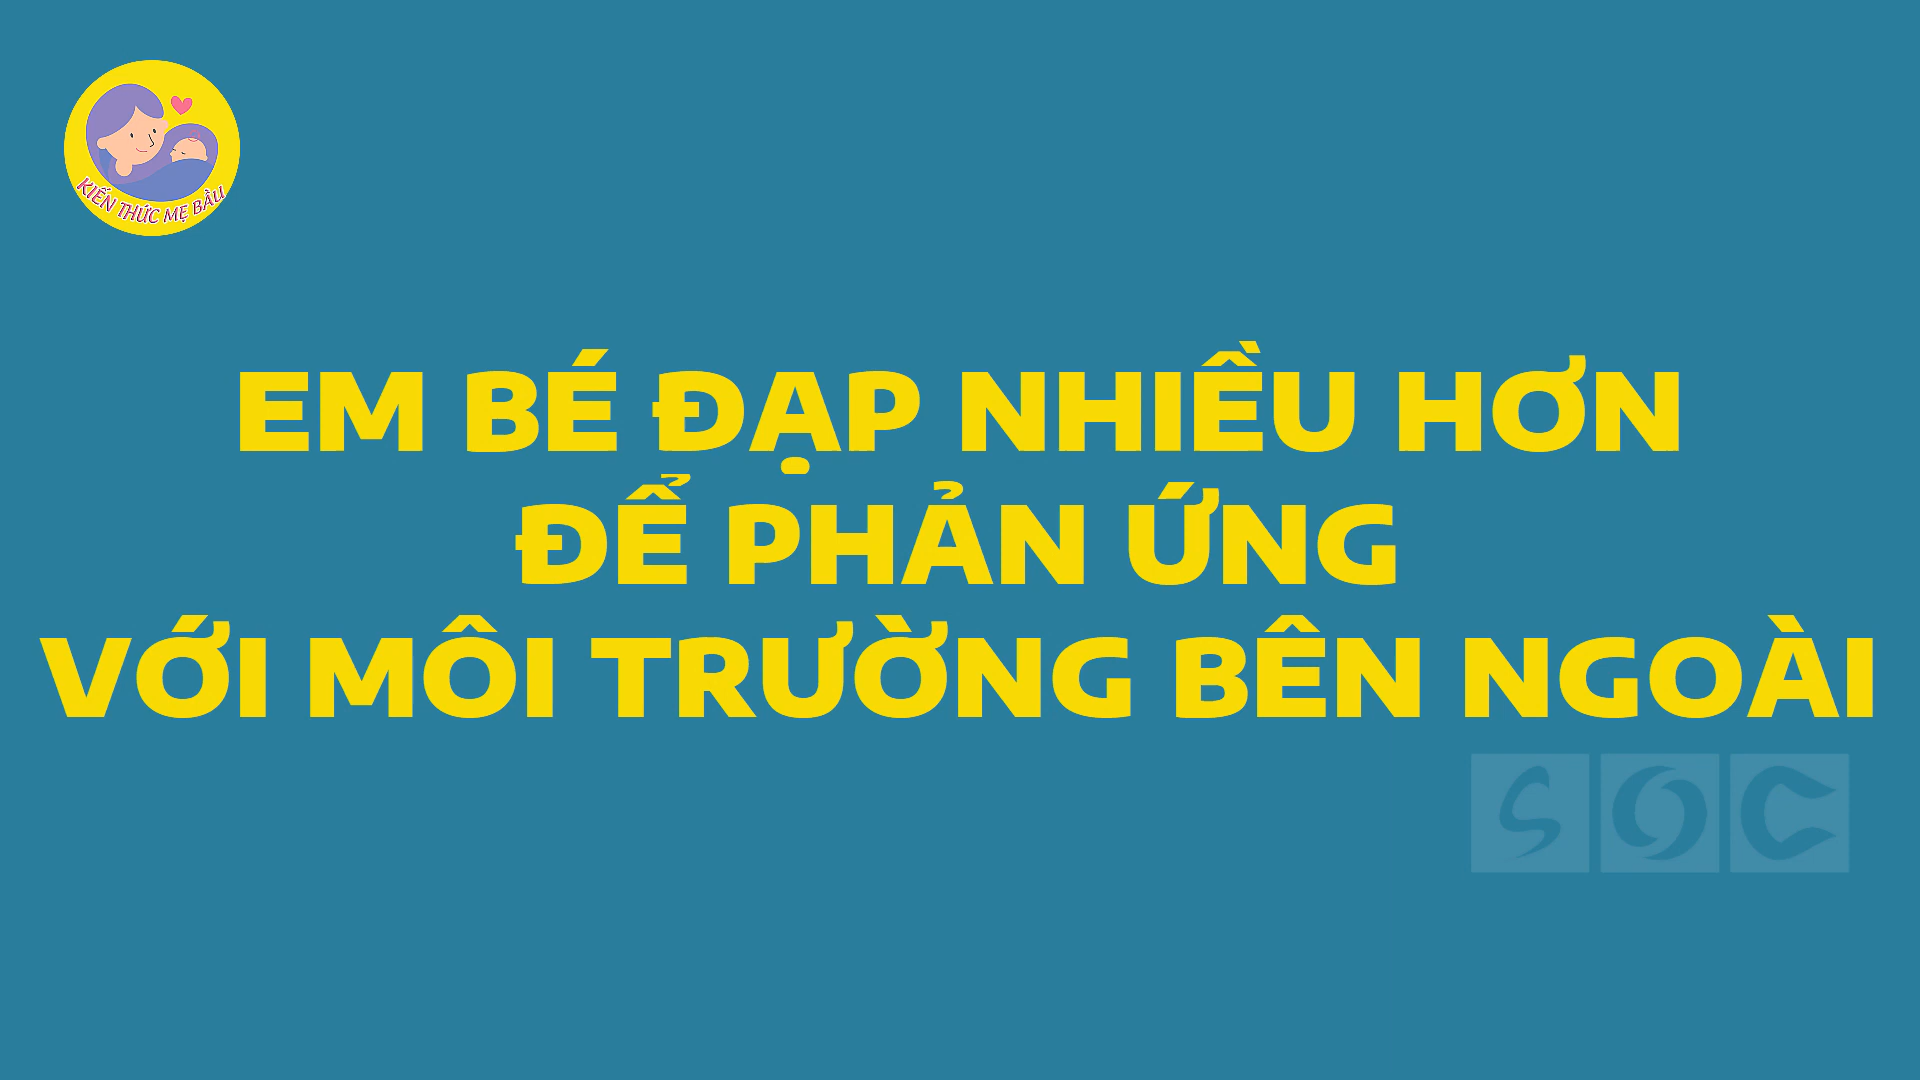 KIẾN THỨC MẸ BẦU
EM BÉ ĐẠP NHIỀU HƠN
ĐỂ PHẢN ỨNG
VỚI MÔI TRƯỜNG BÊN NGOÀI
SOC